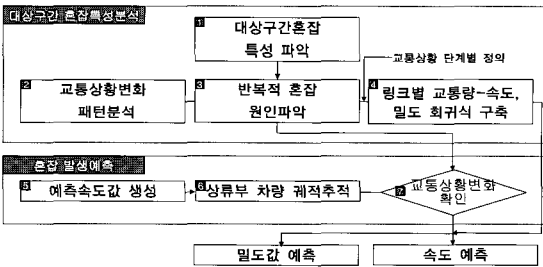 대상구간 혼잡특성분석
1
대상구간혼잡
특성 파악
교통상황 단계별 정의
2
교통상황변화
패턴분석
3
반복적 혼잡
원인파악
4
링크별 교통량-속도,
밀도 회귀식 구축
혼잡 발생예측
5
예측속도값 생성
6
상류부 차량 궤적추적
7
교통상황변화
확인
밀도값 예측
속도 예측